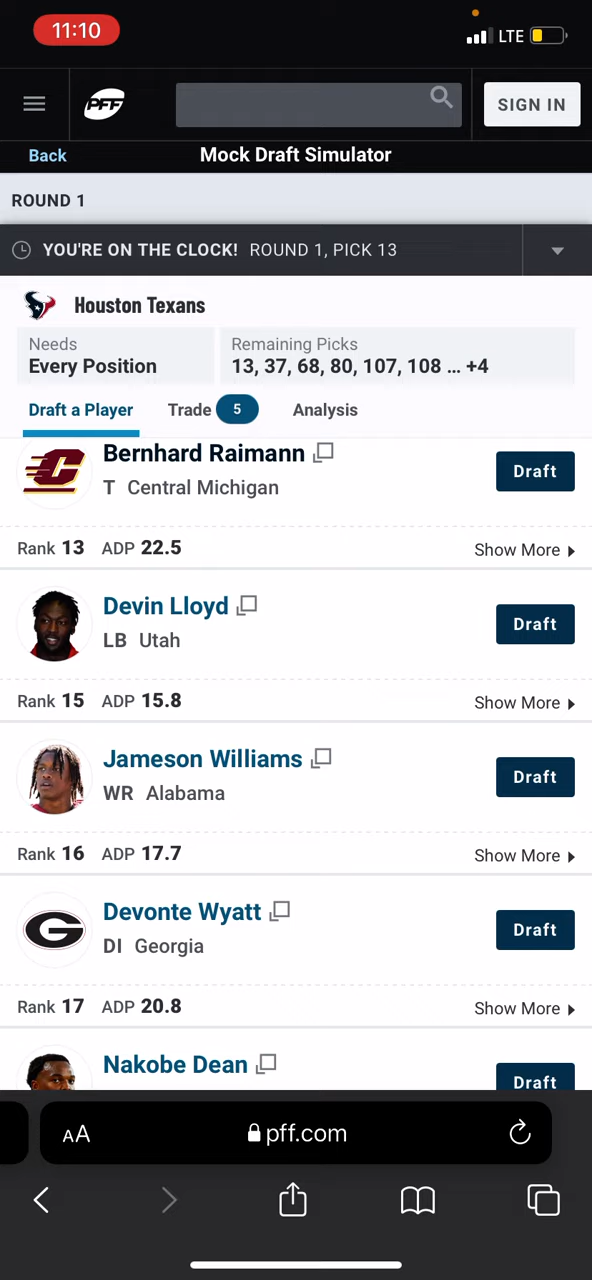 11:10
LTE
PFF
SIGN IN
Back
Mock Draft Simulator
ROUND 1
YOU'RE ON THE CLOCK! ROUND 1, PICK 13
Houston Texans
Needs
Every Position
Remaining Picks
13, 37, 68, 80, 107, 108 ... +4
Draft a Player
Trade 5
Analysis
Bernhard Raimann
T Central Michigan
Draft
Rank 13 ADP 22.5
Show More
Devin Lloyd
LB Utah
Draft
Rank 15 ADP 15.8
Show More
Jameson Williams
WR Alabama
Draft
Rank 16 ADP 17.7
Show More
Devonte Wyatt
DI Georgia
Draft
Rank 17 ADP 20.8
Show More
Nakobe Dean
Draft
AA
pff.com